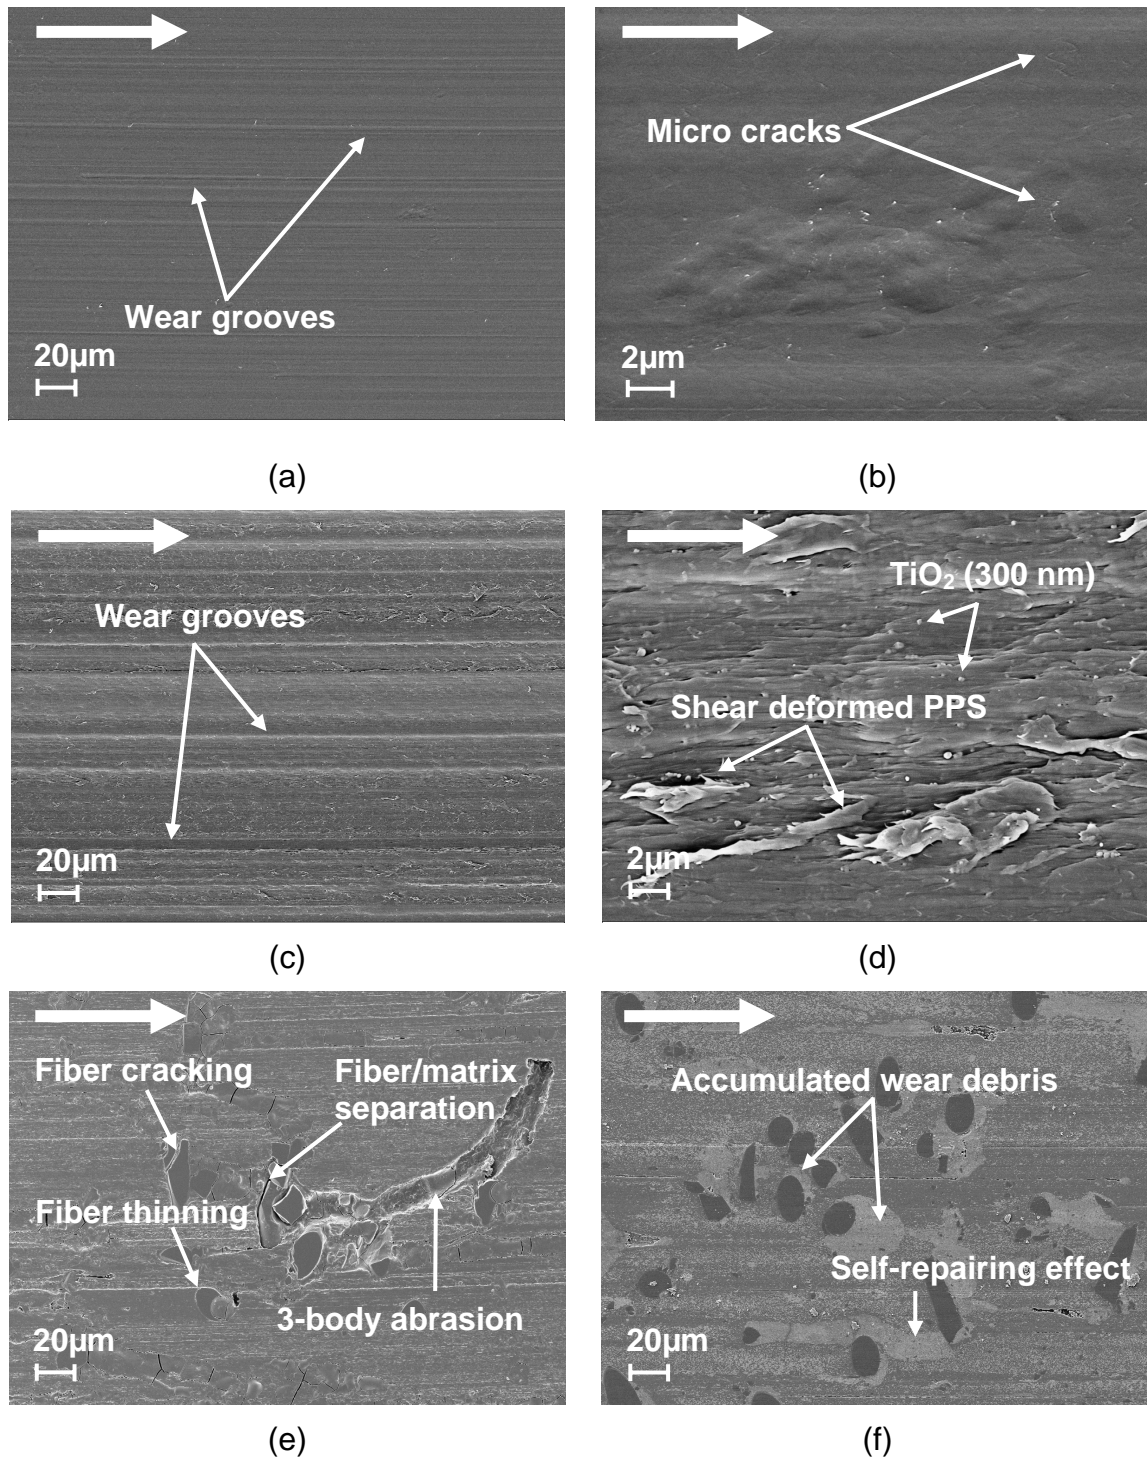 Wear grooves
20µm
(a)
Micro cracks
2µm
(b)
Wear grooves
20µm
(c)
TiO₂ (300 nm)
Shear deformed PPS
2µm
(d)
Fiber cracking
Fiber/matrix
separation
Fiber thinning
3-body abrasion
20µm
(e)
Accumulated wear debris
Self-repairing effect
20µm
(f)